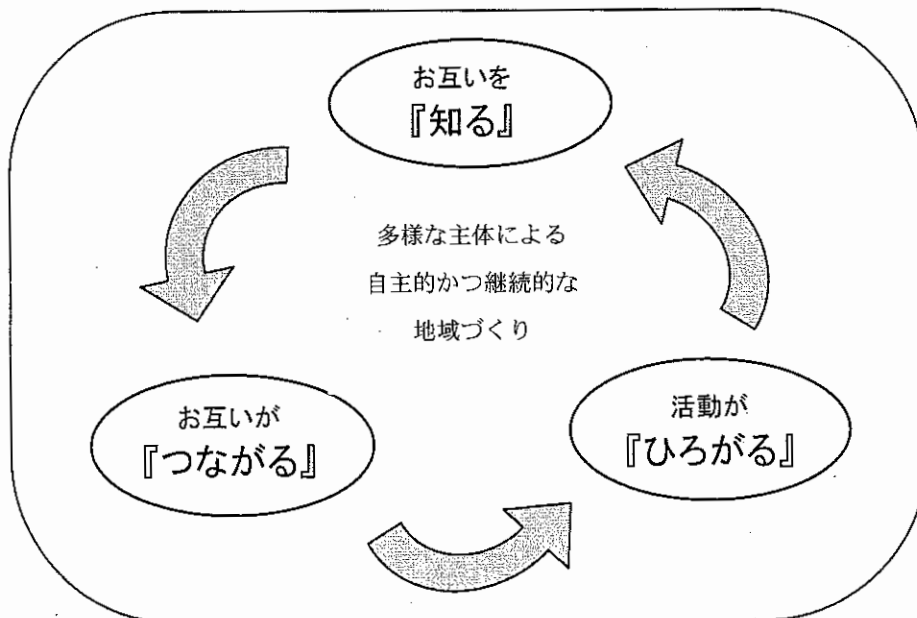 お互いを
『知る』
多様な主体による
自主的かつ継続的な
地域づくり
お互いが
『つながる』
活動が
『ひろがる』